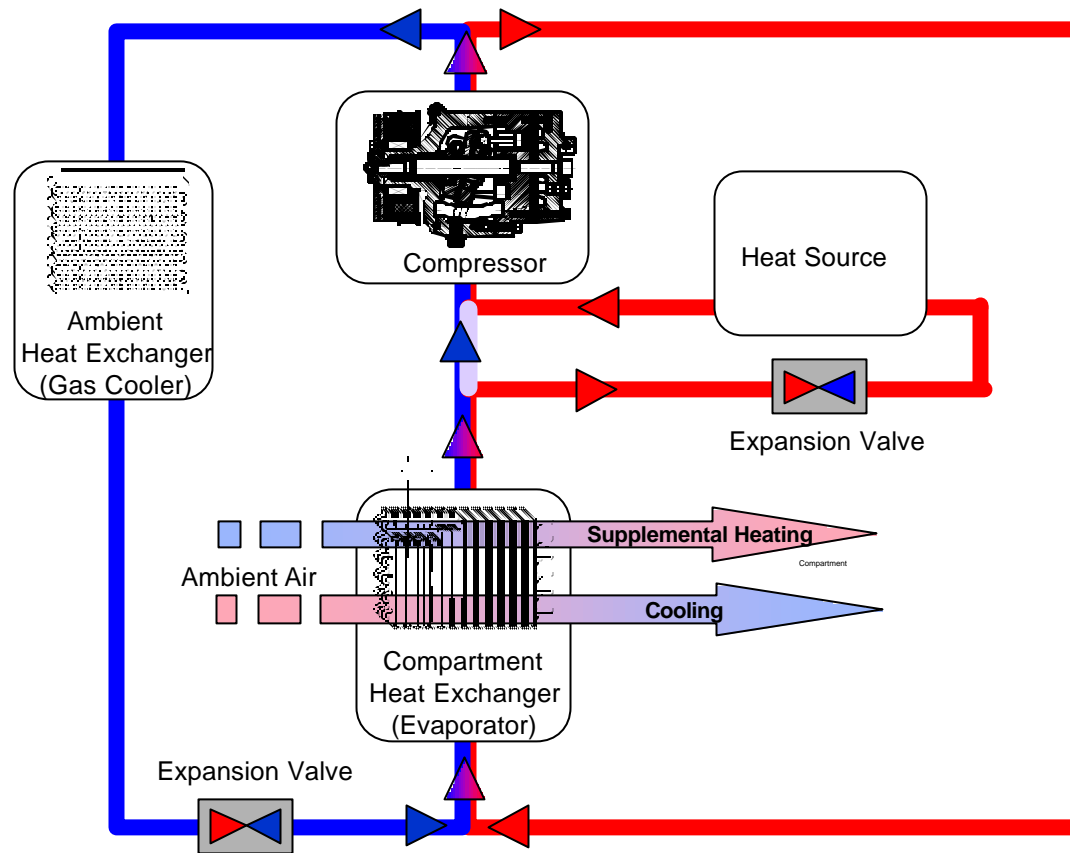 Compressor
Heat Source
Ambient
Heat Exchanger
(Gas Cooler)
Expansion Valve
Supplemental Heating
Compartment
Ambient Air
Cooling
Compartment
Heat Exchanger
(Evaporator)
Expansion Valve